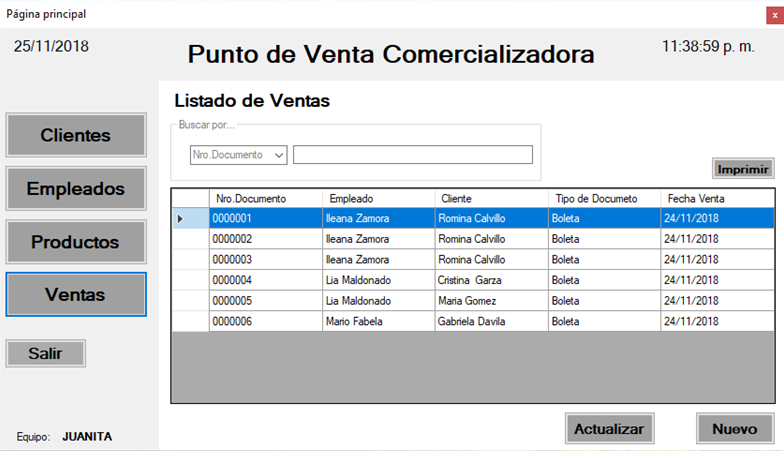 Página principal
x
25/11/2018
Punto de Venta Comercializadora
11:38:59 p. m.
Clientes
Empleados
Productos
Ventas
Salir
Equipo: JUANITA
Listado de Ventas
Buscar por...
Nro.Documento
Imprimir
Nro.Documento Empleado Cliente Tipo de Documeto Fecha Venta
0000001 Ileana Zamora Romina Calvillo Boleta 24/11/2018
0000002 Ileana Zamora Romina Calvillo Boleta 24/11/2018
0000003 Ileana Zamora Romina Calvillo Boleta 24/11/2018
0000004 Lia Maldonado Cristina Garza Boleta 24/11/2018
0000005 Lia Maldonado Maria Gomez Boleta 24/11/2018
0000006 Mario Fabela Gabriela Davila Boleta 24/11/2018
Actualizar
Nuevo